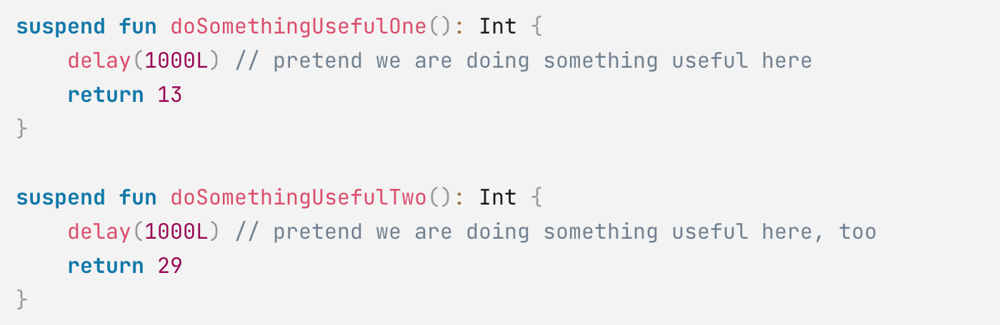 suspend fun doSomethingUsefulOne(): Int {
    delay(1000L) // pretend we are doing something useful here
    return 13
}

suspend fun doSomethingUsefulTwo(): Int {
    delay(1000L) // pretend we are doing something useful here, too
    return 29
}